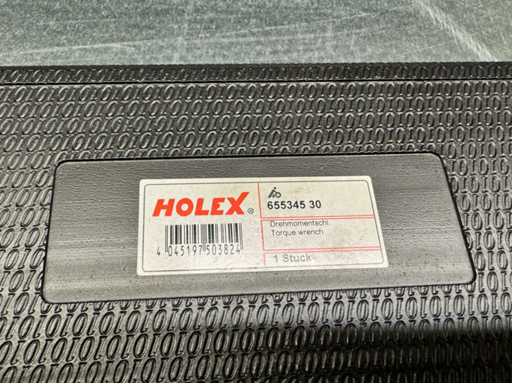 HOLEX®
655345 30
Drehmomentschl.
Torque wrench
1 Stück
4 045197 503824